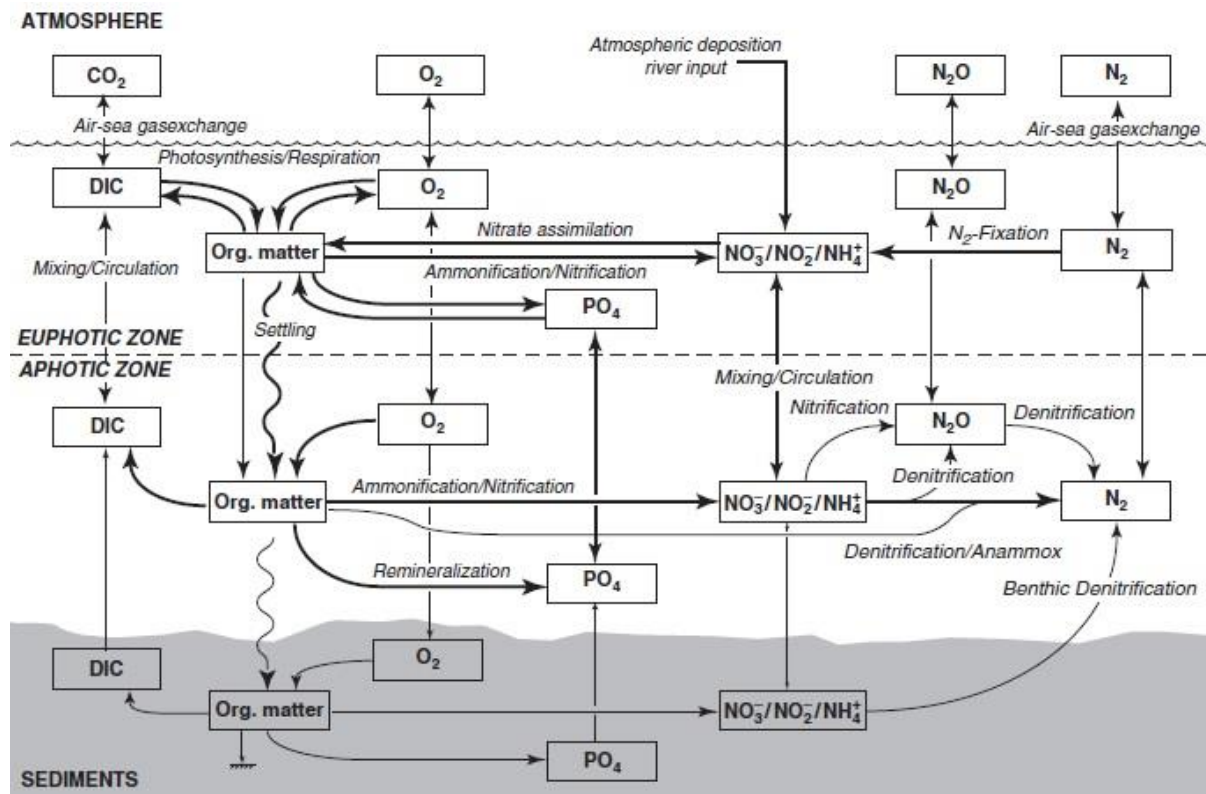 ATMOSPHERE
Atmospheric deposition
river input
CO₂
O₂
N₂O
N₂
Air-sea gasexchange
Air-sea gasexchange
Photosynthesis/Respiration
DIC
O₂
N₂O
Nitrate assimilation
N₂-Fixation
Org. matter
NO₃⁻/NO₂⁻/NH₄⁺
N₂
Mixing/Circulation
Ammonification/Nitrification
PO₄
Settling
EUPHOTIC ZONE
APHOTIC ZONE
Mixing/Circulation
DIC
O₂
Nitrification
N₂O
Denitrification
Denitrification
Org. matter
Ammonification/Nitrification
NO₃⁻/NO₂⁻/NH₄⁺
N₂
Denitrification/Anammox
Remineralization
PO₄
Benthic Denitrification
DIC
O₂
Org. matter
NO₃⁻/NO₂⁻/NH₄⁺
PO₄
SEDIMENTS